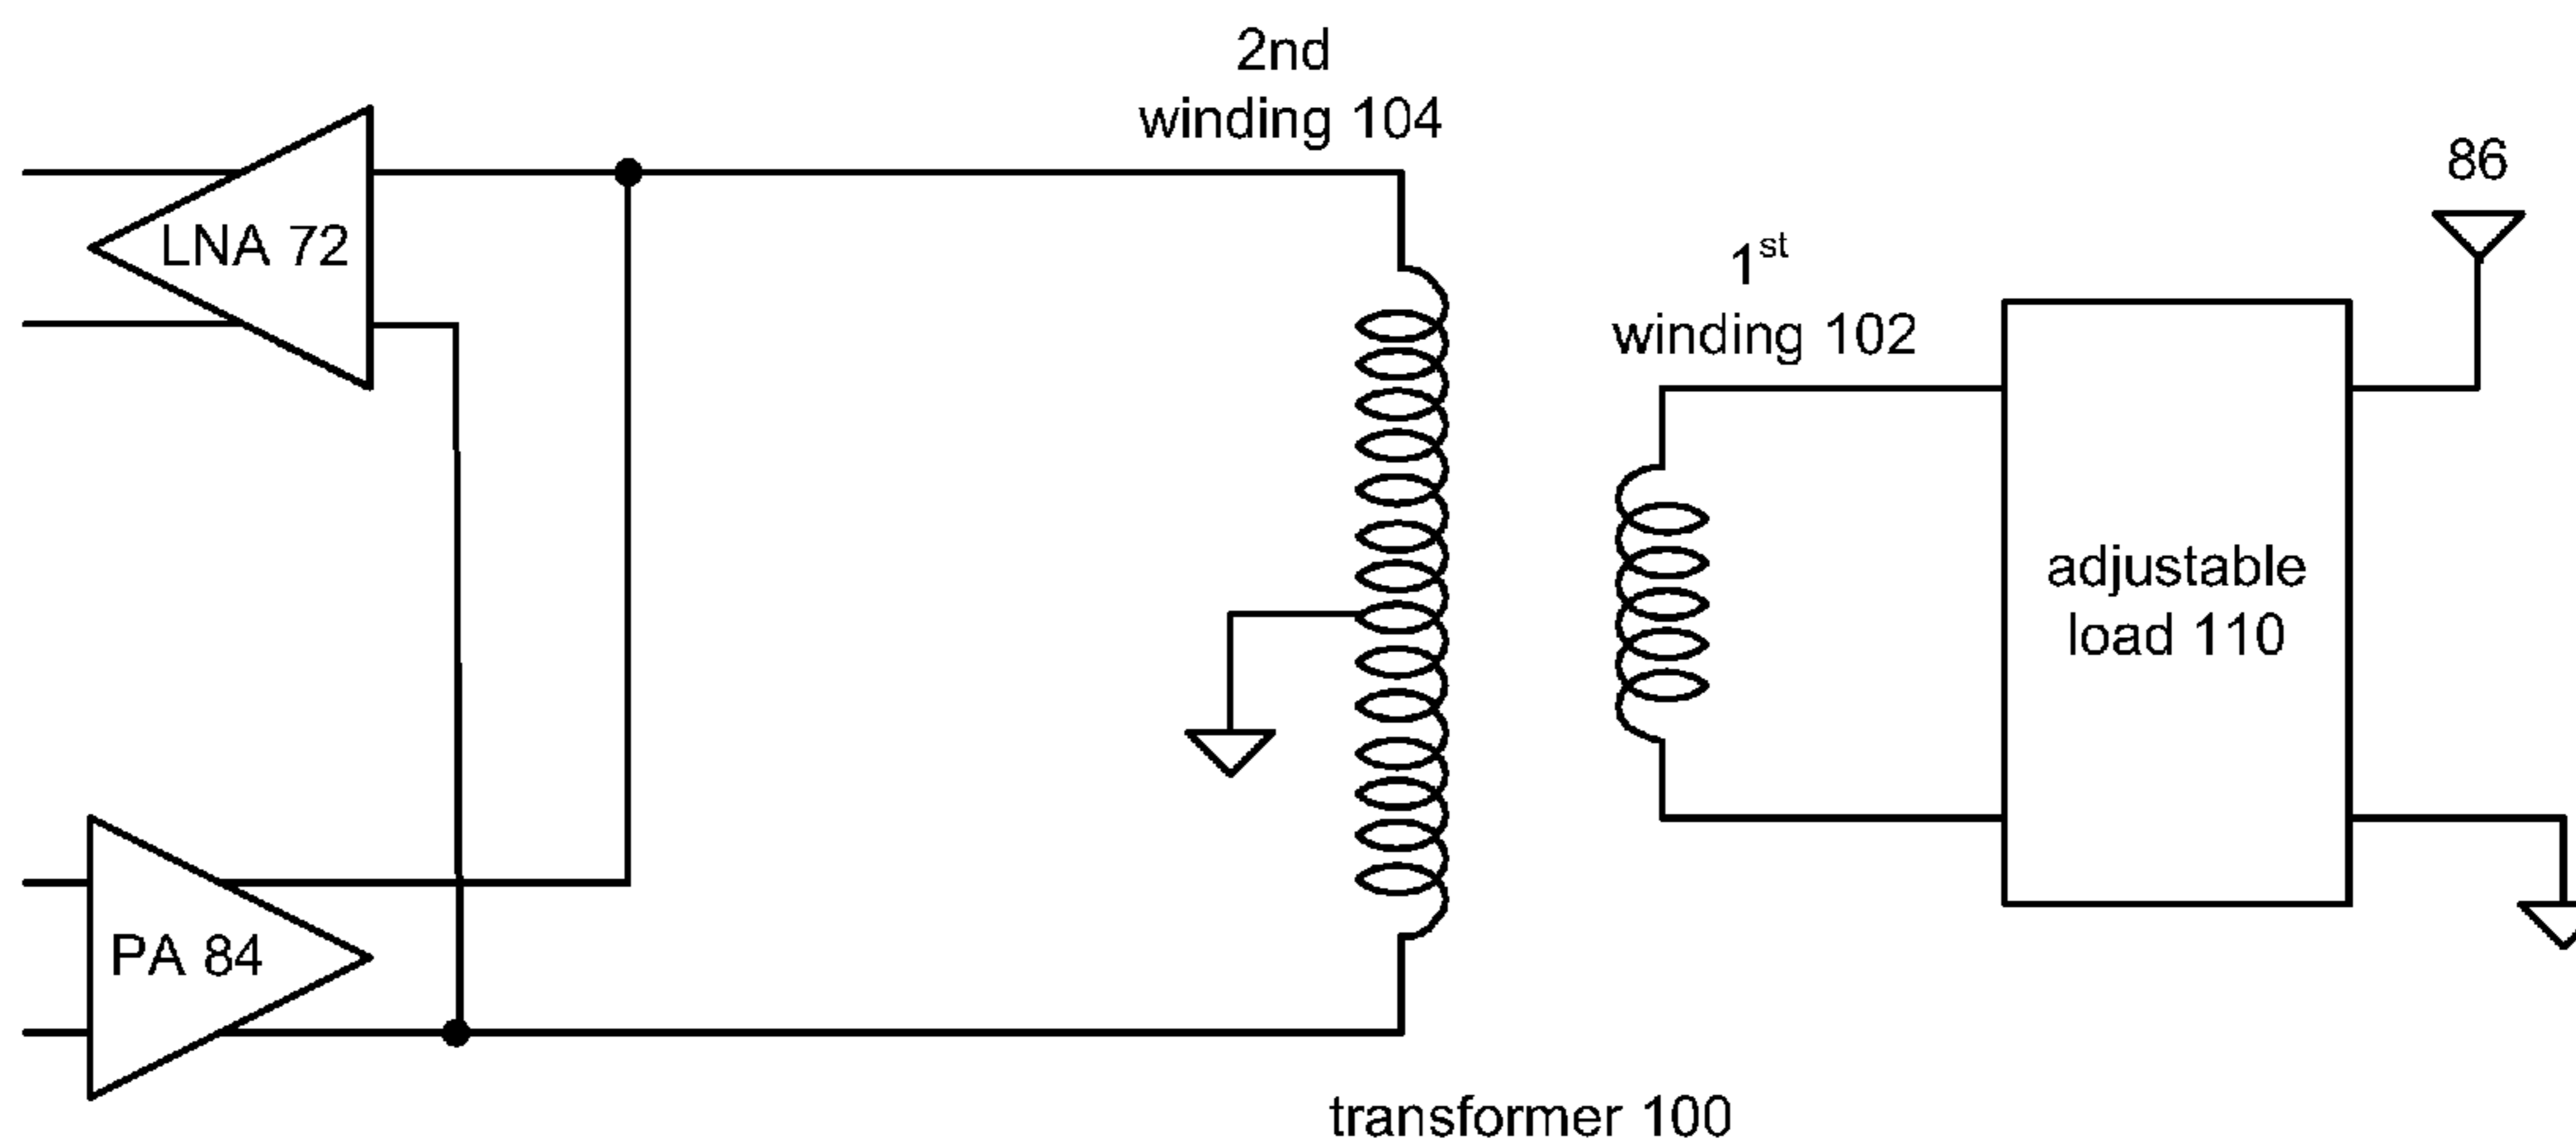 2nd
winding 104
LNA 72
1st
winding 102
86
adjustable
load 110
PA 84
transformer 100